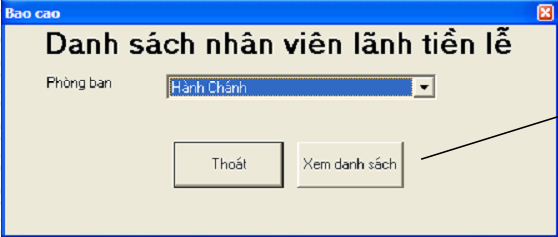 Bao cao
Danh sách nhân viên lãnh tiền lễ
Phòng ban
Hành Chánh
Thoát
Xem danh sách